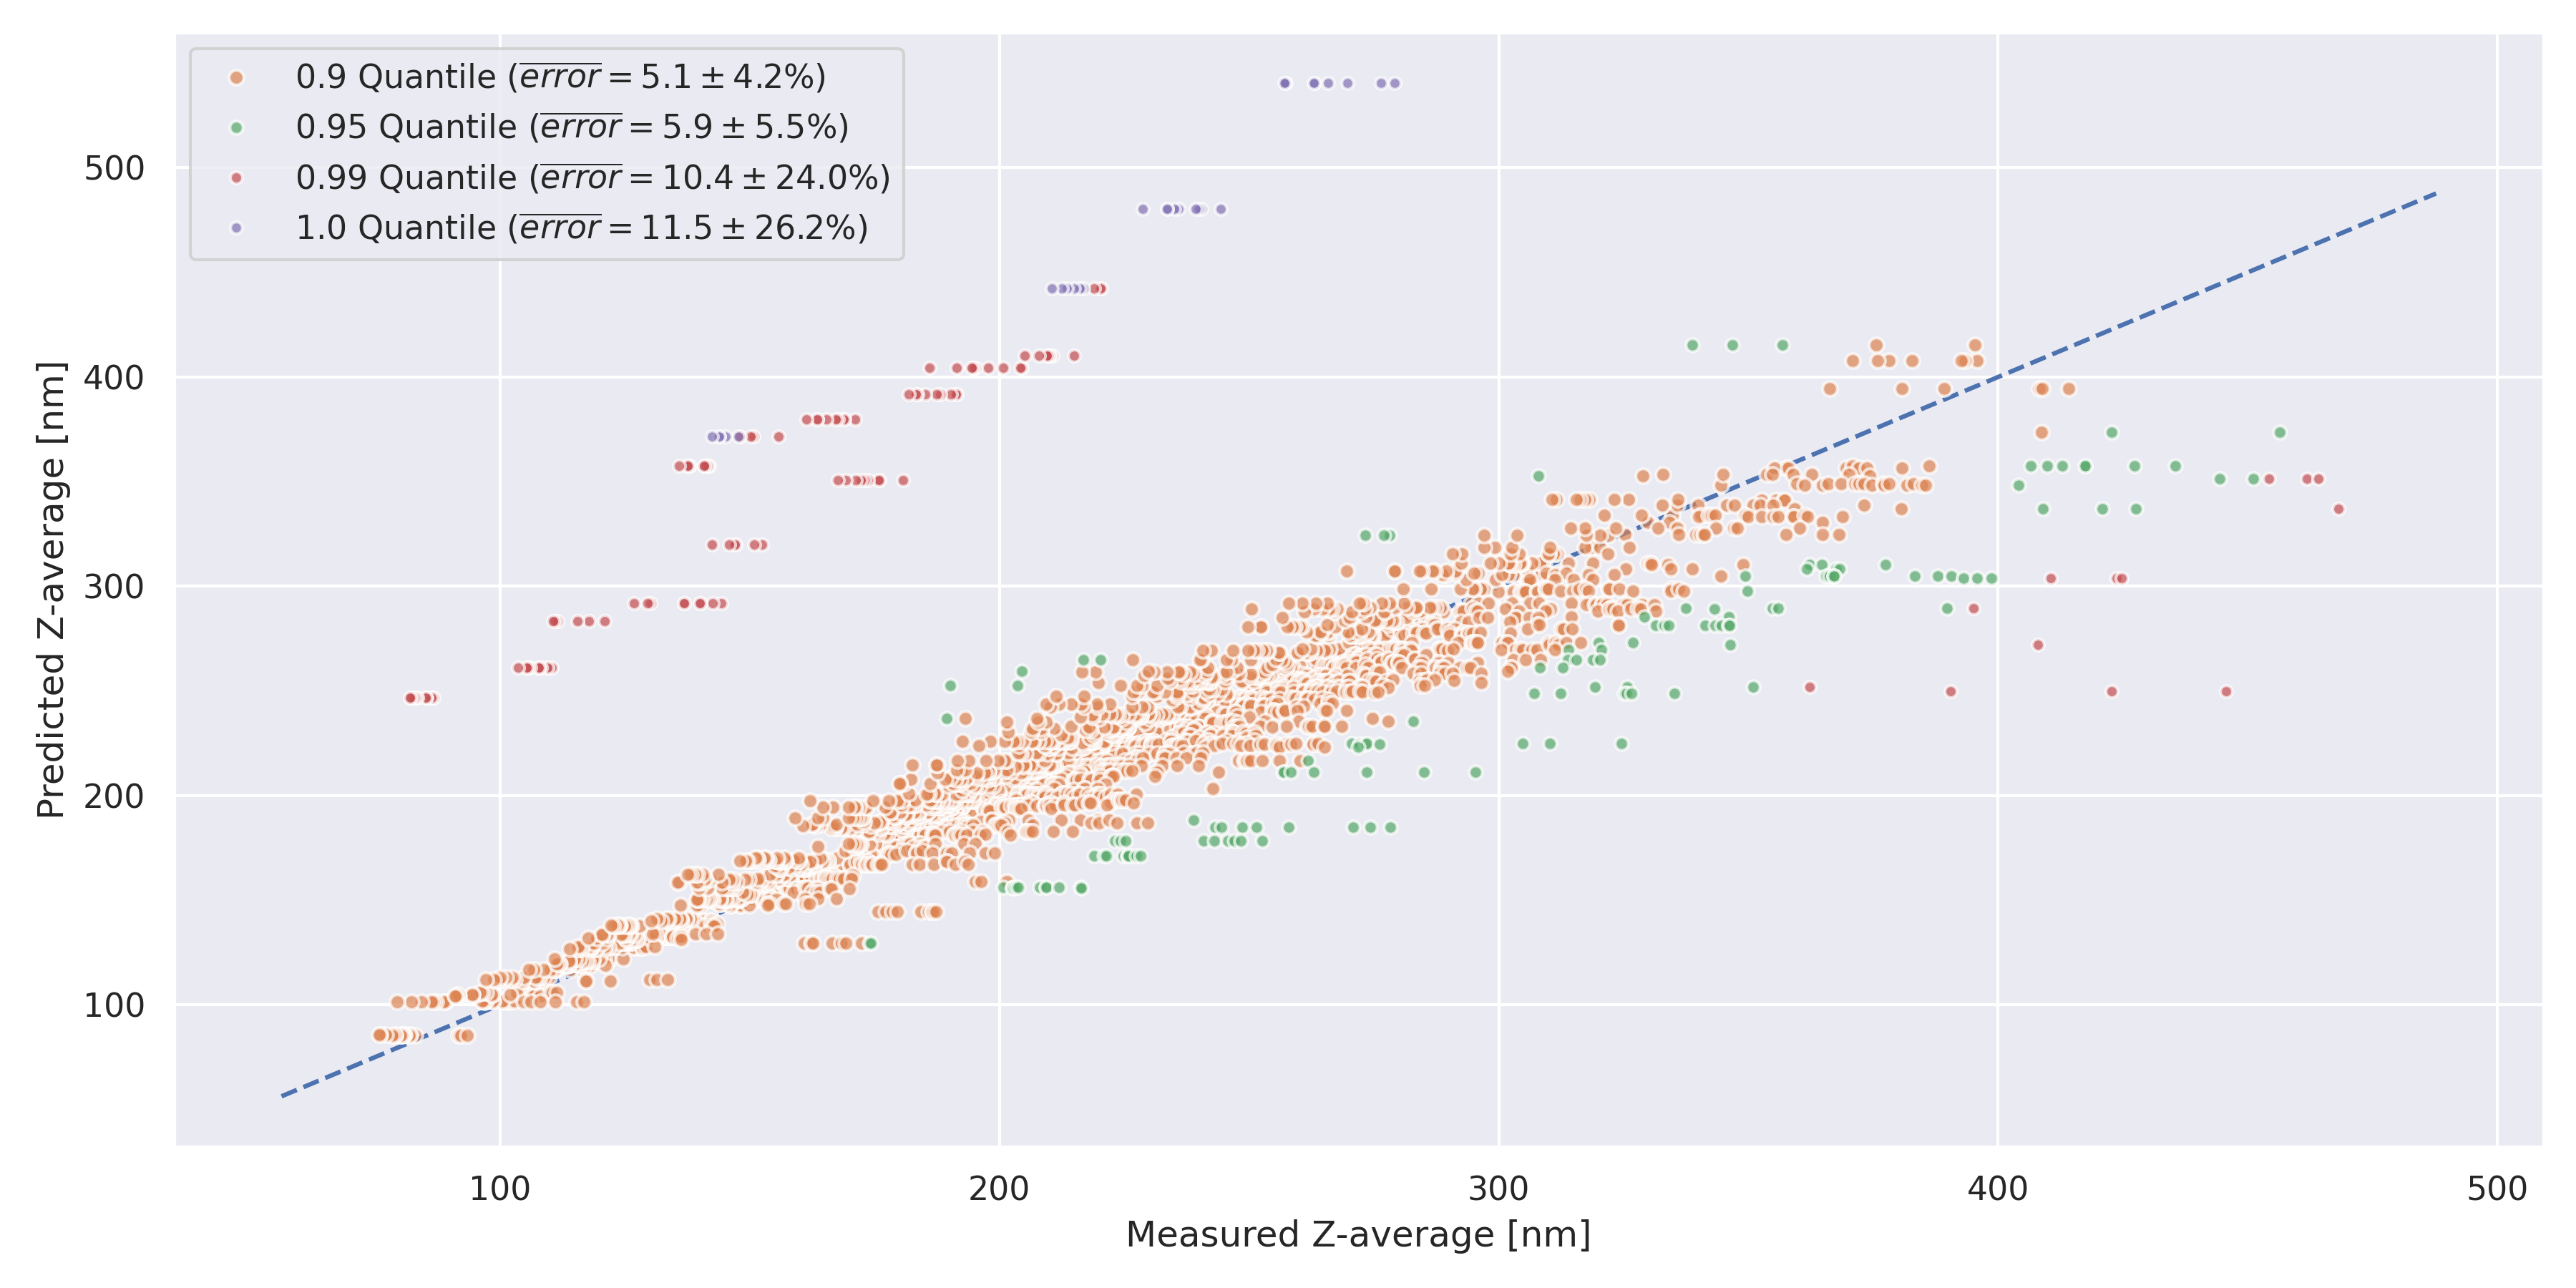 0.9 Quantile (error = 5.1 ± 4.2%)
0.95 Quantile (error = 5.9 ± 5.5%)
0.99 Quantile (error = 10.4 ± 24.0%)
1.0 Quantile (error = 11.5 ± 26.2%)
500
400
300
200
100
Predicted Z-average [nm]
100 200 300 400 500
Measured Z-average [nm]